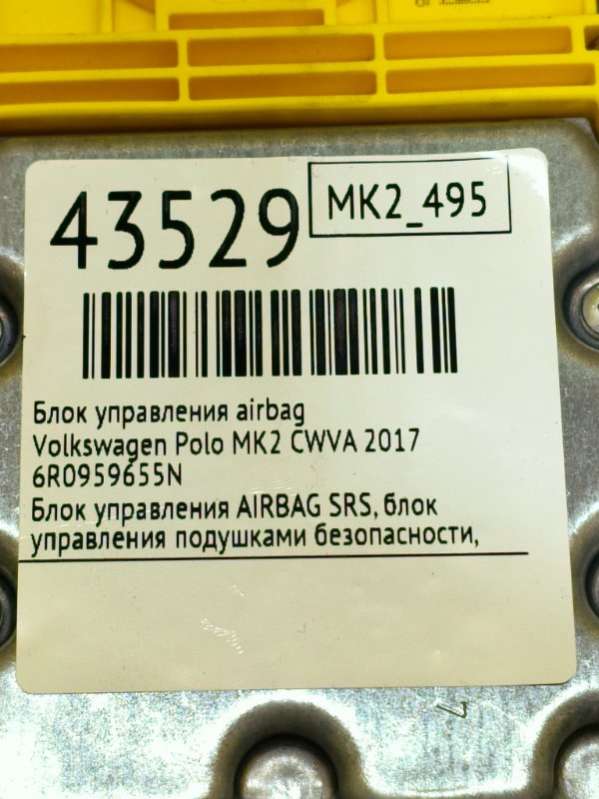 43529
MK2_495
Блок управления airbag
Volkswagen Polo MK2 CWVA 2017
6R0959655N
Блок управления AIRBAG SRS, блок
управления подушками безопасности,